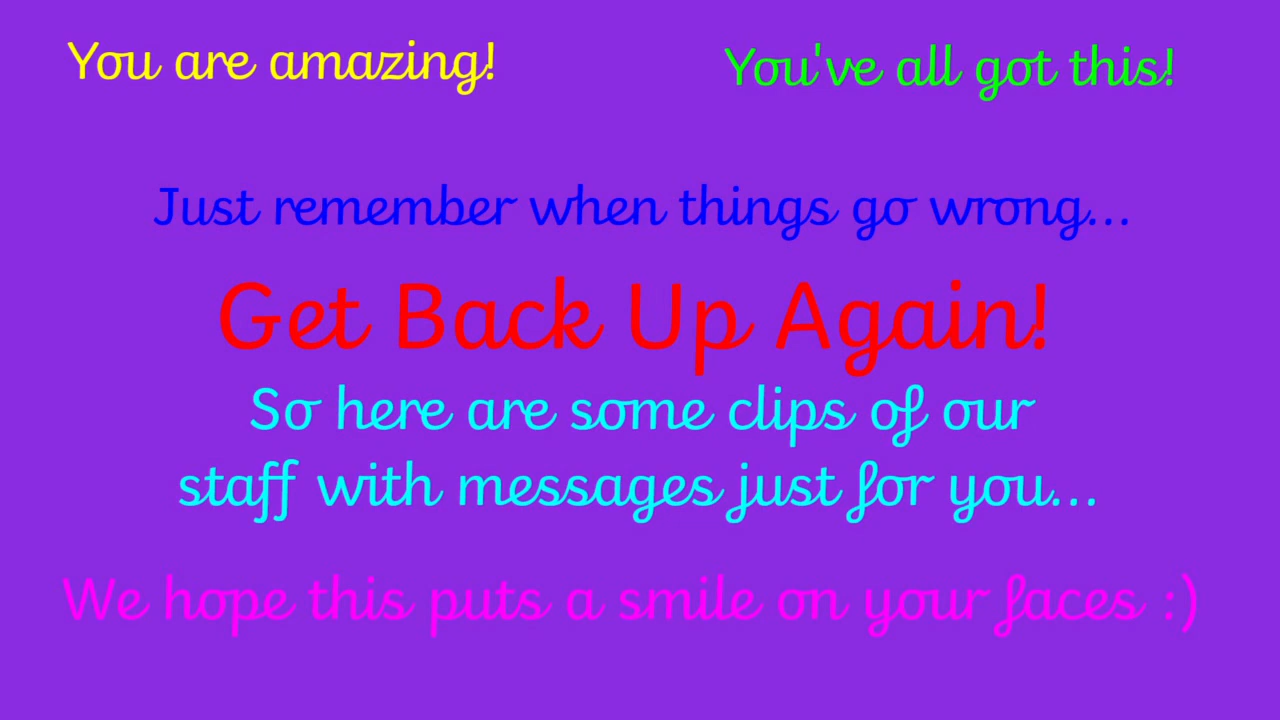 You are amazing!
You've all got this!
Just remember when things go wrong...
Get Back Up Again!
So here are some clips of our
staff with messages just for you...
We hope this puts a smile on your faces :)